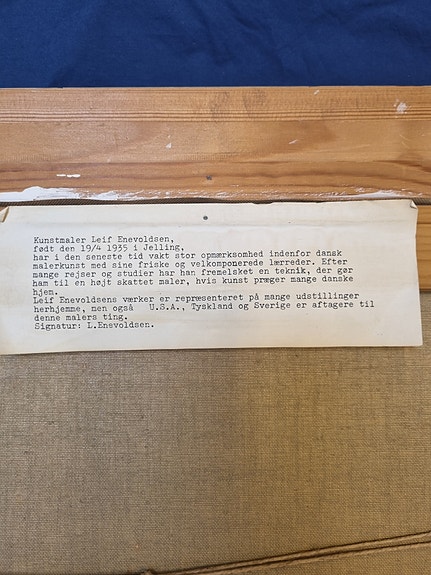 Kunstmaler Leif Enevoldsen,
født den 19/4 1935 i Jelling,
har i den seneste tid vakt stor opmærksomhed indenfor dansk
malerkunst med sine friske og velkomponerede lærreder. Efter
mange rejser og studier har han fremelsket en teknik, der gør
ham til en højt skattet maler, hvis kunst præger mange danske
hjem.
Leif Enevoldsens værker er repræsenteret på mange udstillinger
herhjemme, men også U.S.A., Tyskland og Sverige er aftagere til
denne malers ting.
Signatur: L.Enevoldsen.